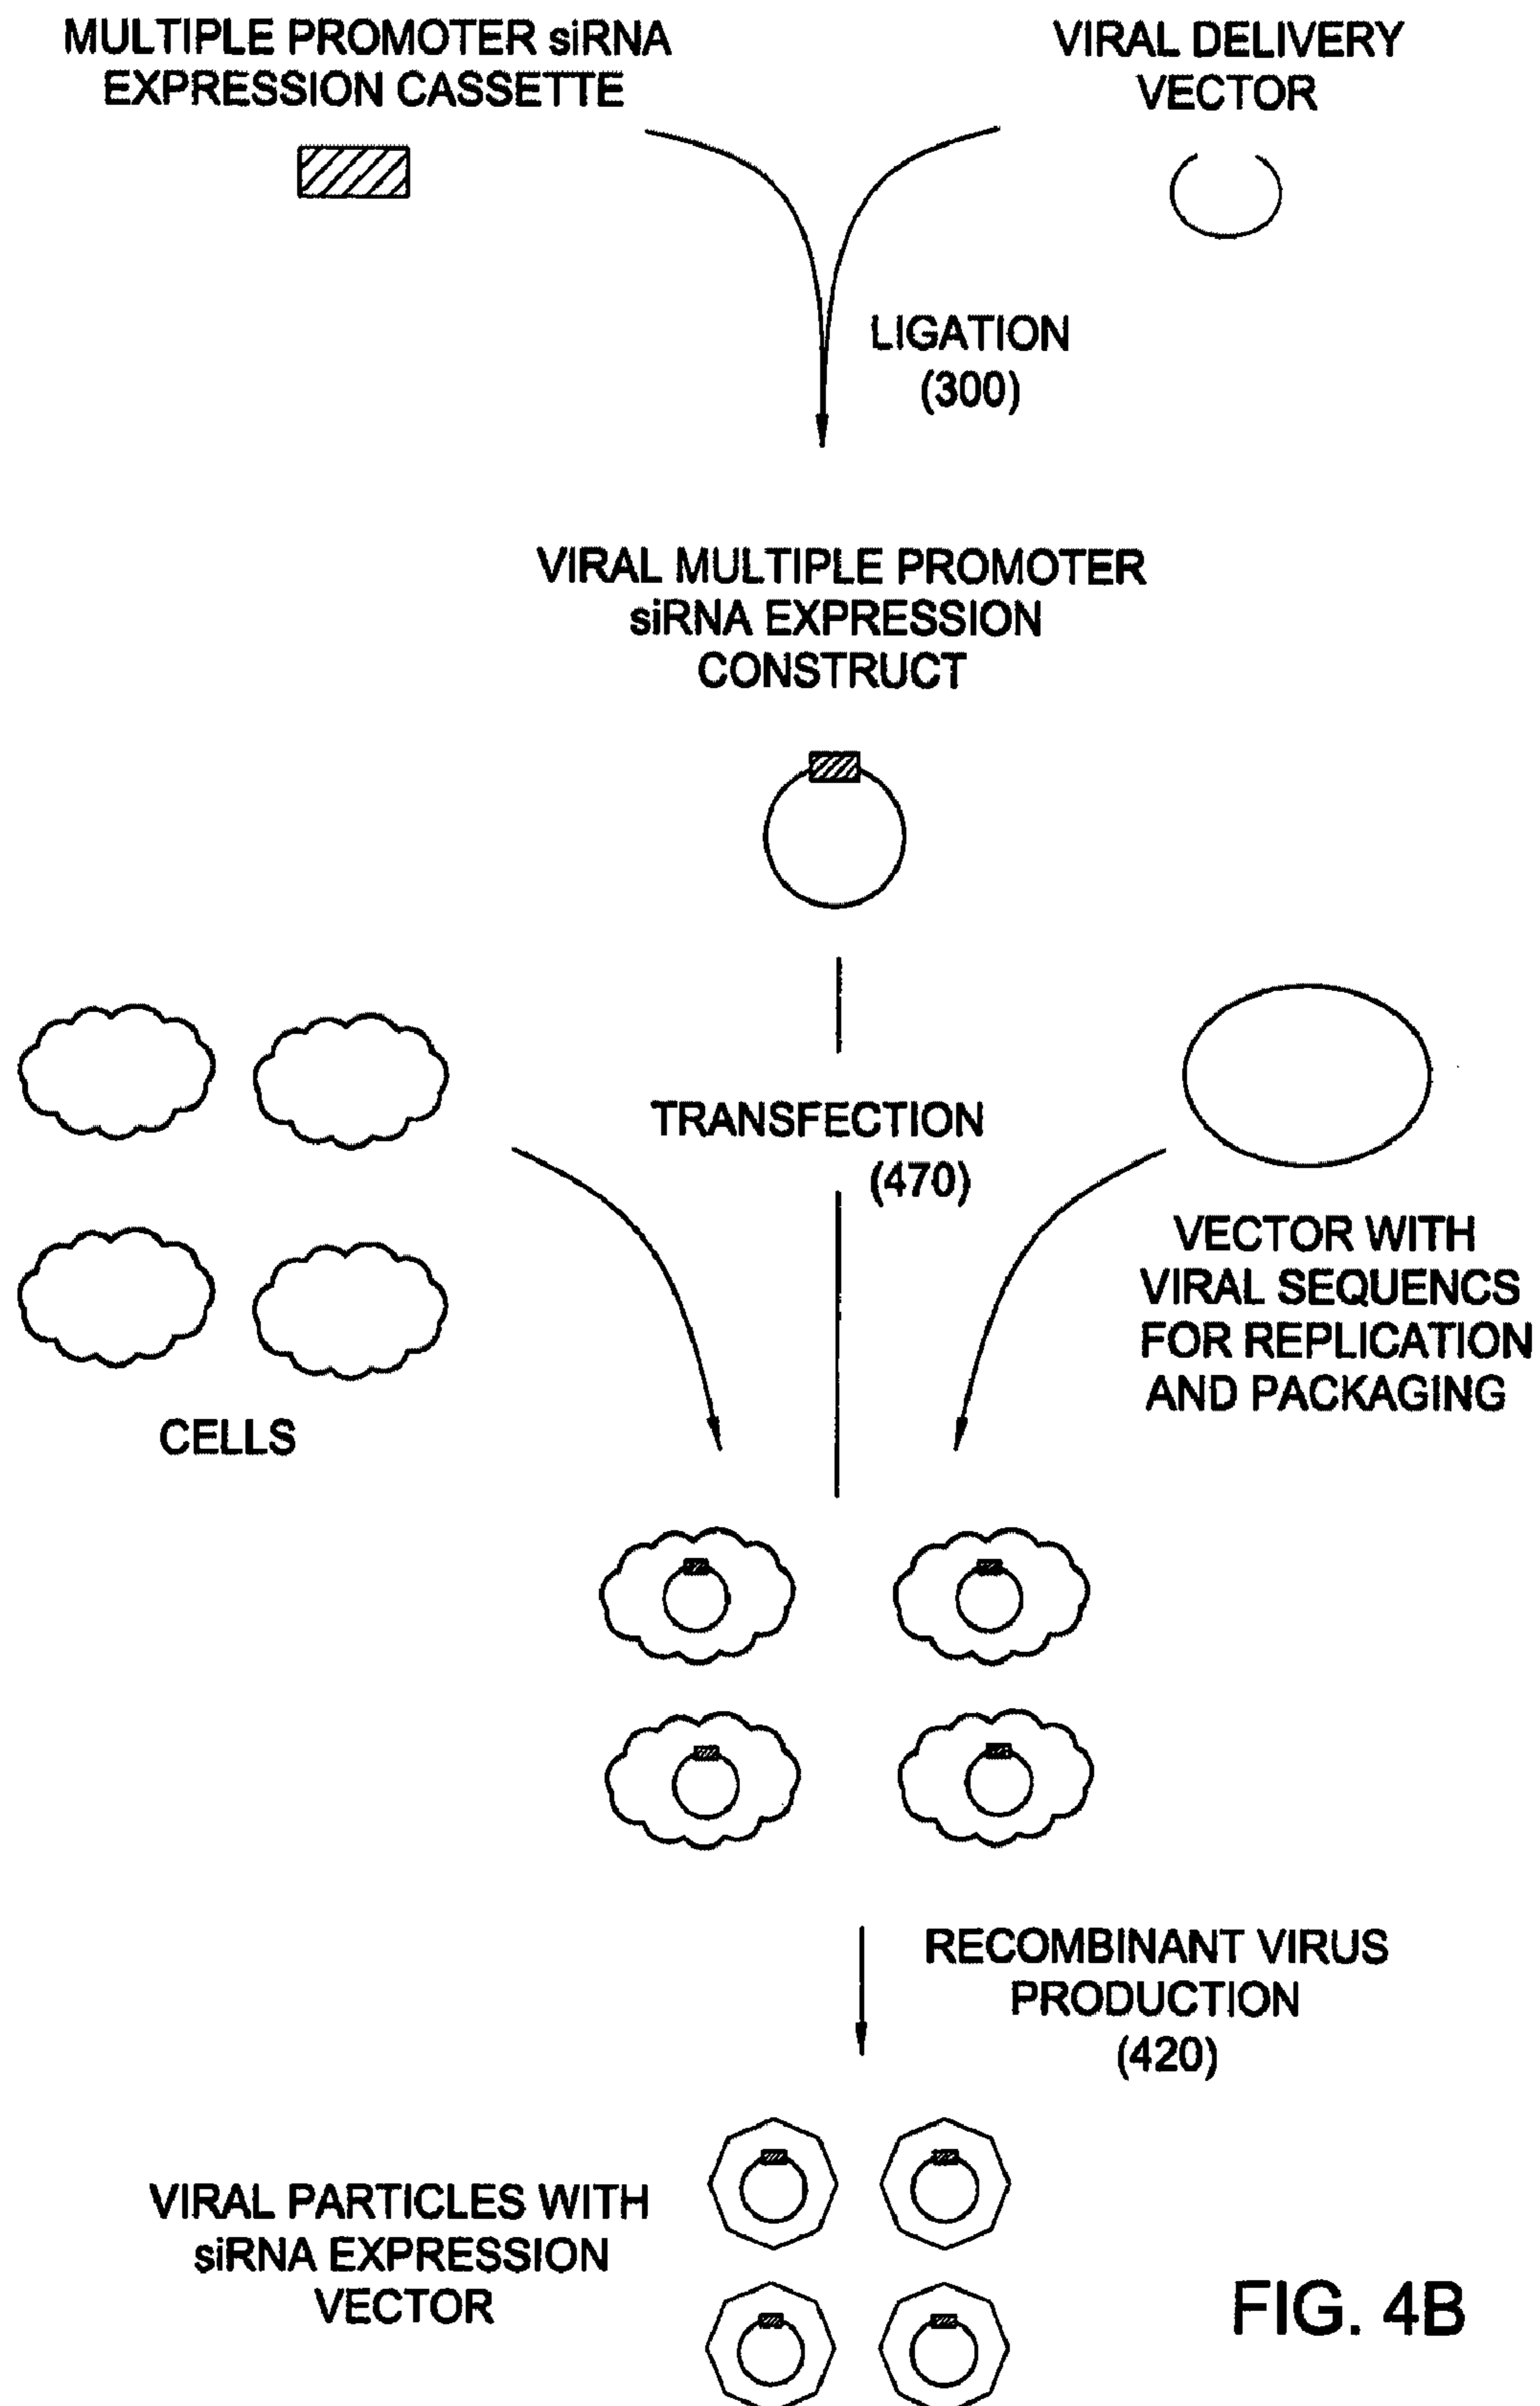 MULTIPLE PROMOTER siRNA
EXPRESSION CASSETTE
VIRAL DELIVERY
VECTOR
LIGATION
(300)
VIRAL MULTIPLE PROMOTER
siRNA EXPRESSION
CONSTRUCT
TRANSFECTION
(470)
VECTOR WITH
VIRAL SEQUENCS
FOR REPLICATION
AND PACKAGING
CELLS
RECOMBINANT VIRUS
PRODUCTION
(420)
VIRAL PARTICLES WITH
siRNA EXPRESSION
VECTOR
FIG. 4B